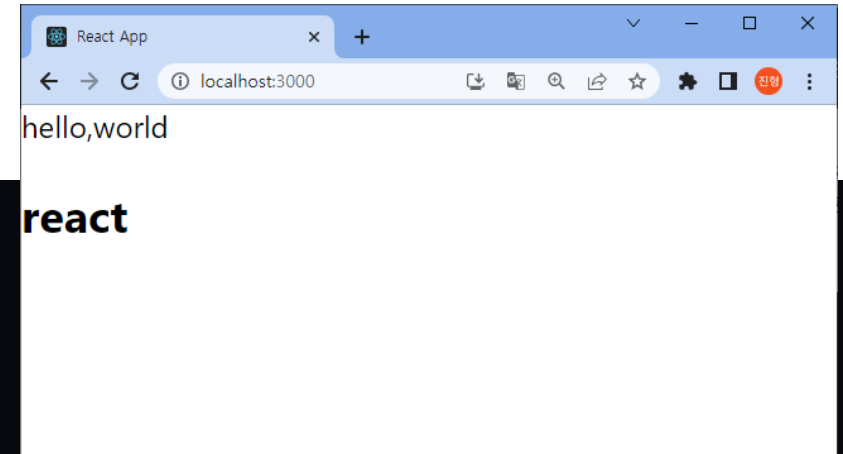 React App
localhost:3000
진형
hello,world
react